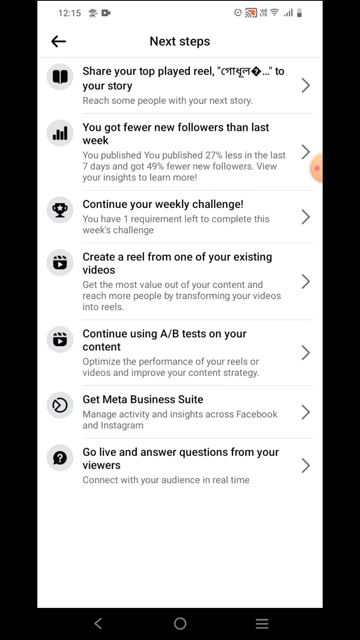 12:15
Next steps
Share your top played reel, "গোধূল�..." to
your story
Reach some people with your next story.
You got fewer new followers than last
week
You published You published 27% less in the last
7 days and got 49% fewer new followers. View
your insights to learn more!
Continue your weekly challenge!
You have 1 requirement left to complete this
week's challenge
Create a reel from one of your existing
videos
Get the most value out of your content and
reach more people by transforming your videos
into reels.
Continue using A/B tests on your
content
Optimize the performance of your reels or
videos and improve your content strategy.
Get Meta Business Suite
Manage activity and insights across Facebook
and Instagram
Go live and answer questions from your
viewers
Connect with your audience in real time